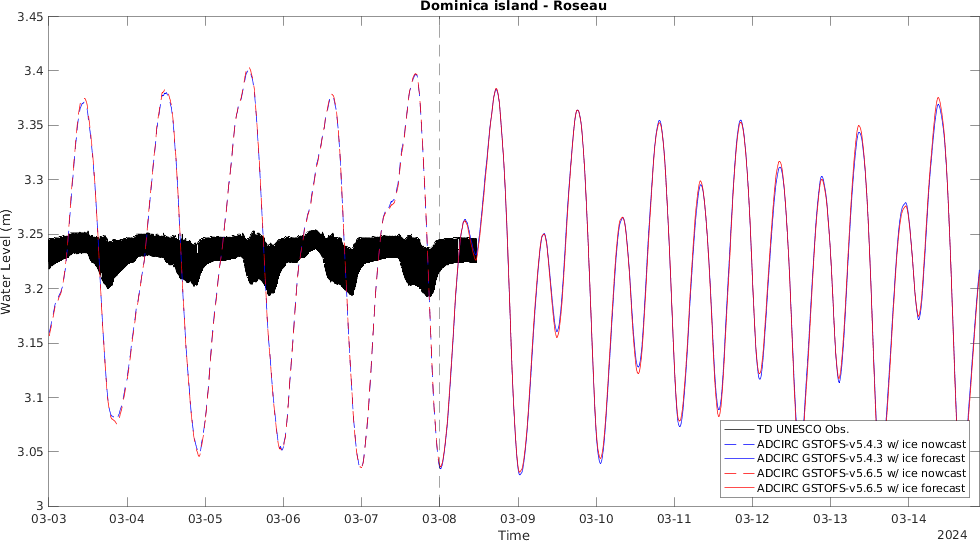 Dominica island - Roseau
3.45
3.4
3.35
3.3
3.25
3.2
3.15
3.1
3.05
3
Water Level (m)
03-03 03-04 03-05 03-06 03-07 03-08 03-09 03-10 03-11 03-12 03-13 03-14
Time
2024
TD UNESCO Obs.
ADCIRC GSTOFS-v5.4.3 w/ ice nowcast
ADCIRC GSTOFS-v5.4.3 w/ ice forecast
ADCIRC GSTOFS-v5.6.5 w/ ice nowcast
ADCIRC GSTOFS-v5.6.5 w/ ice forecast